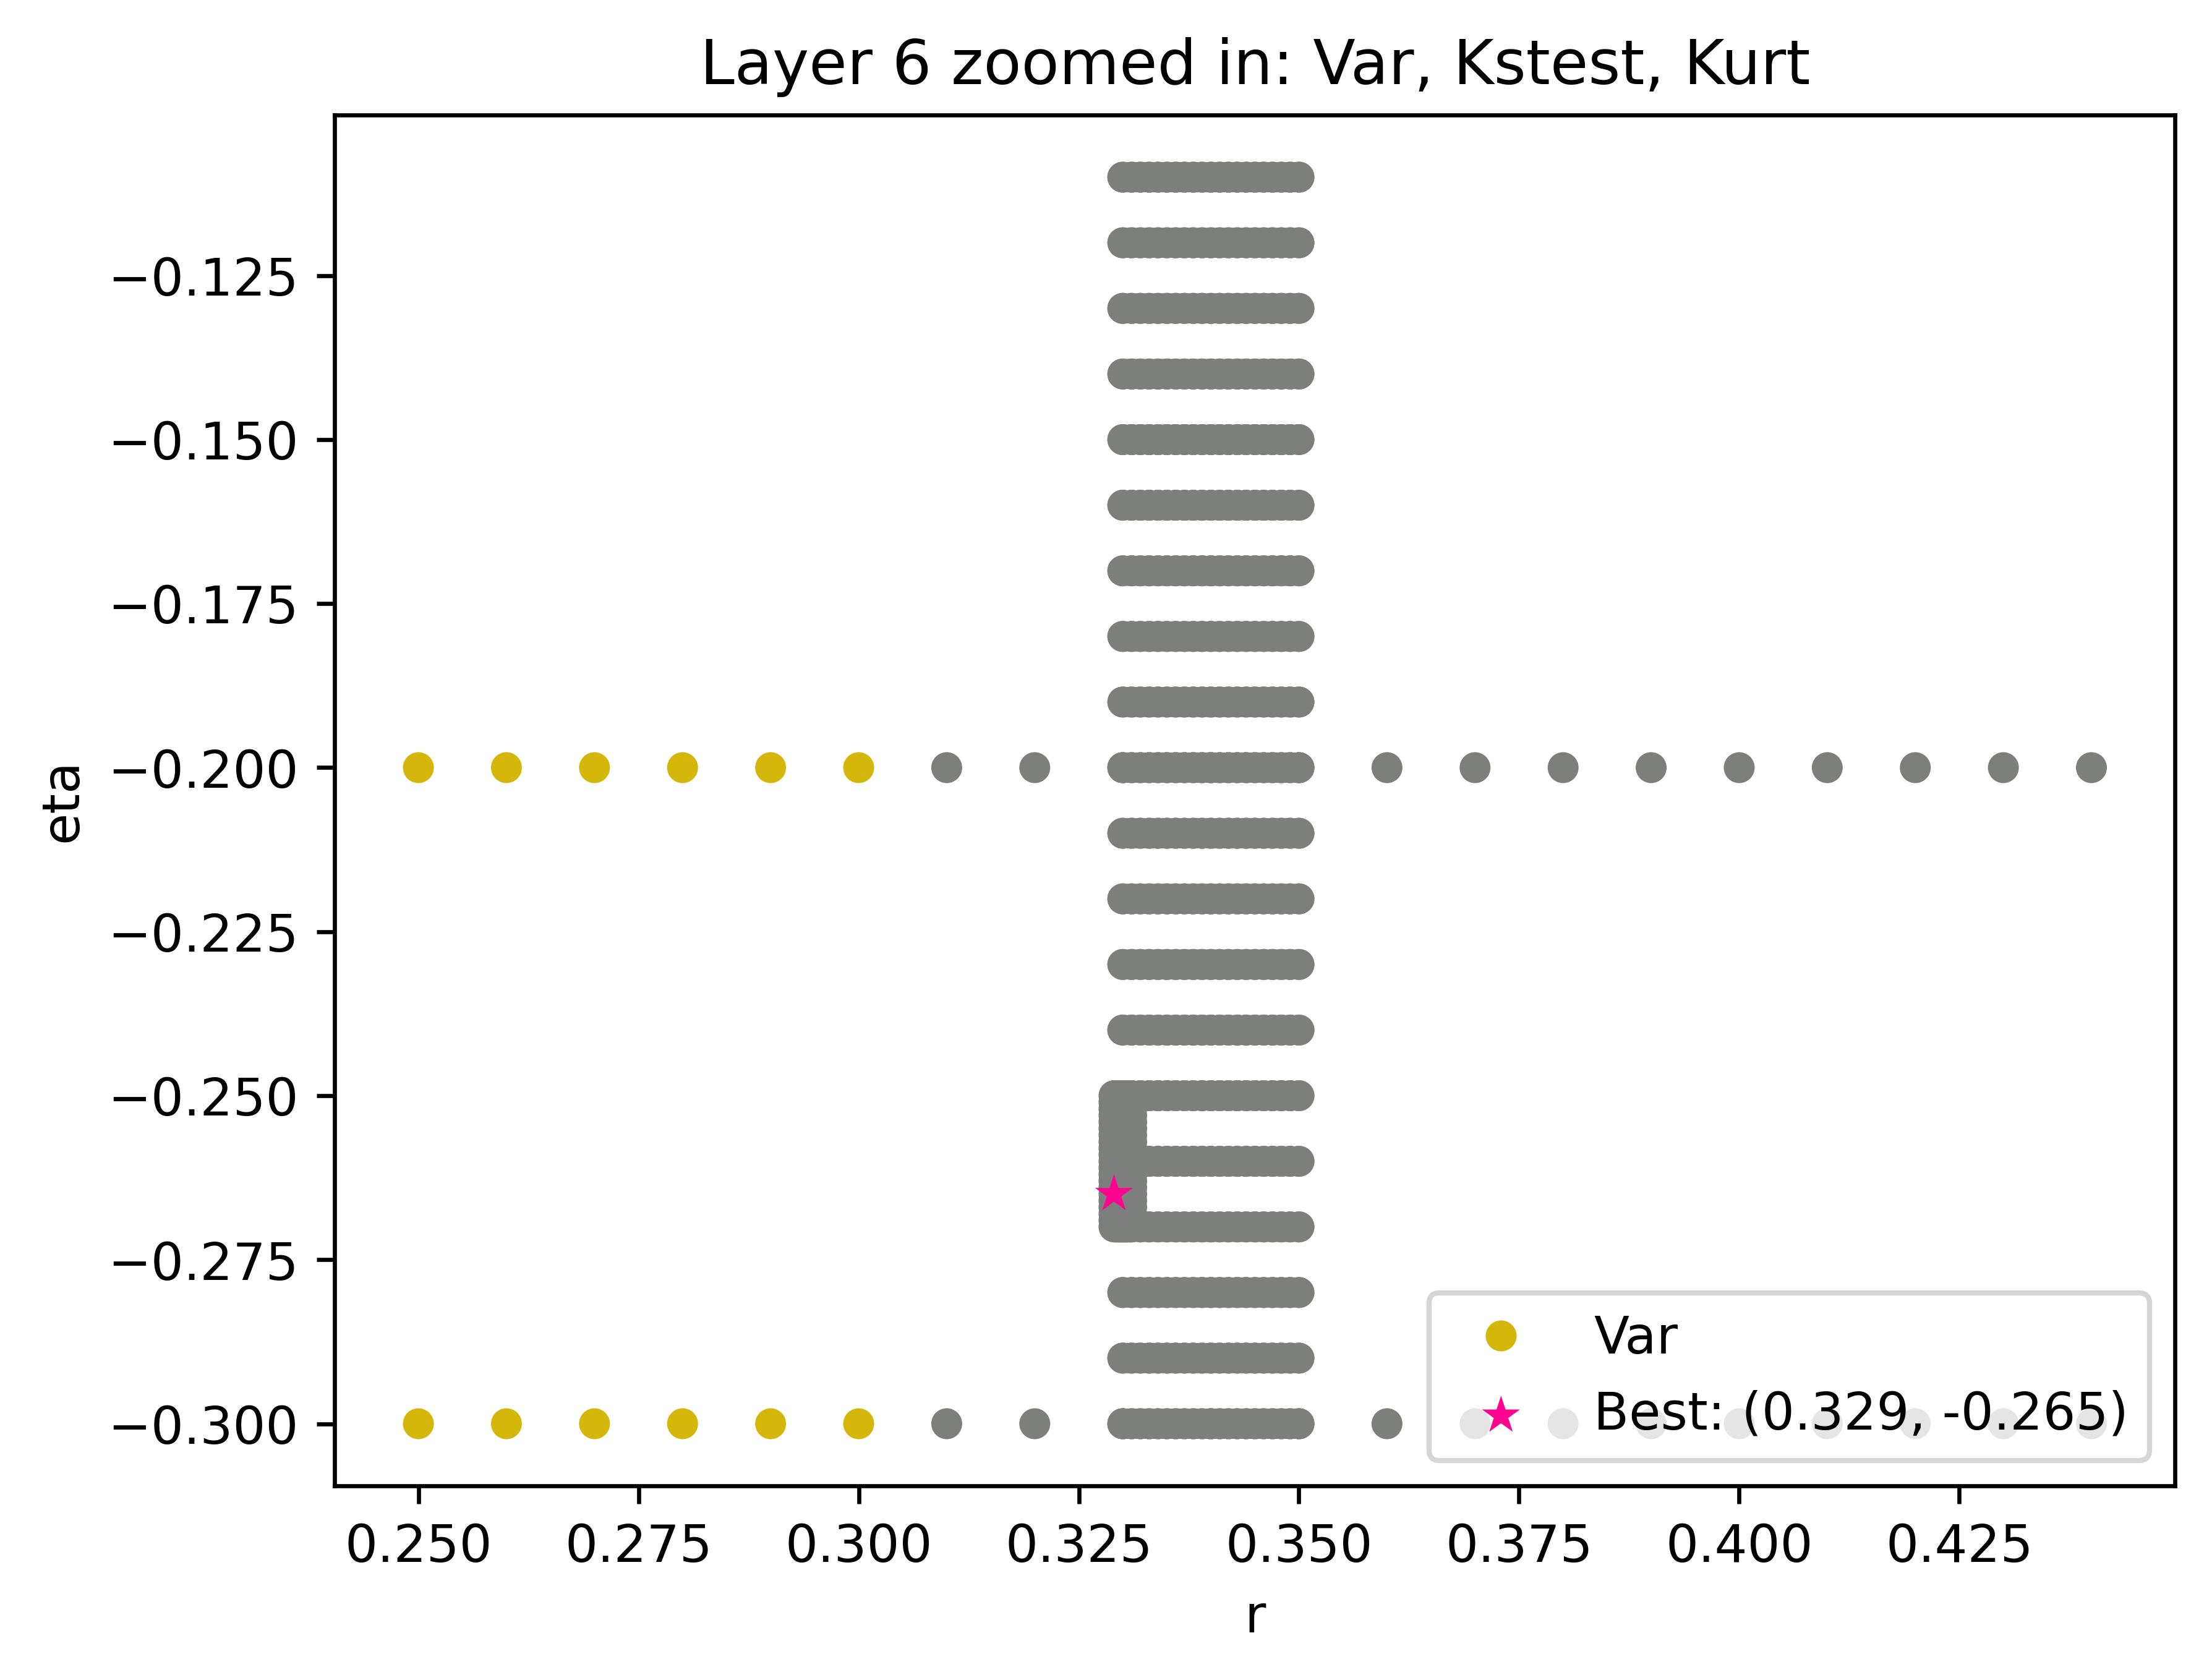 Layer 6 zoomed in: Var, Kstest, Kurt
−0.125
−0.150
−0.175
−0.200
−0.225
−0.250
−0.275
−0.300
eta
Var
Best: (0.329, -0.265)
0.250 0.275 0.300 0.325 0.350 0.375 0.400 0.425
r